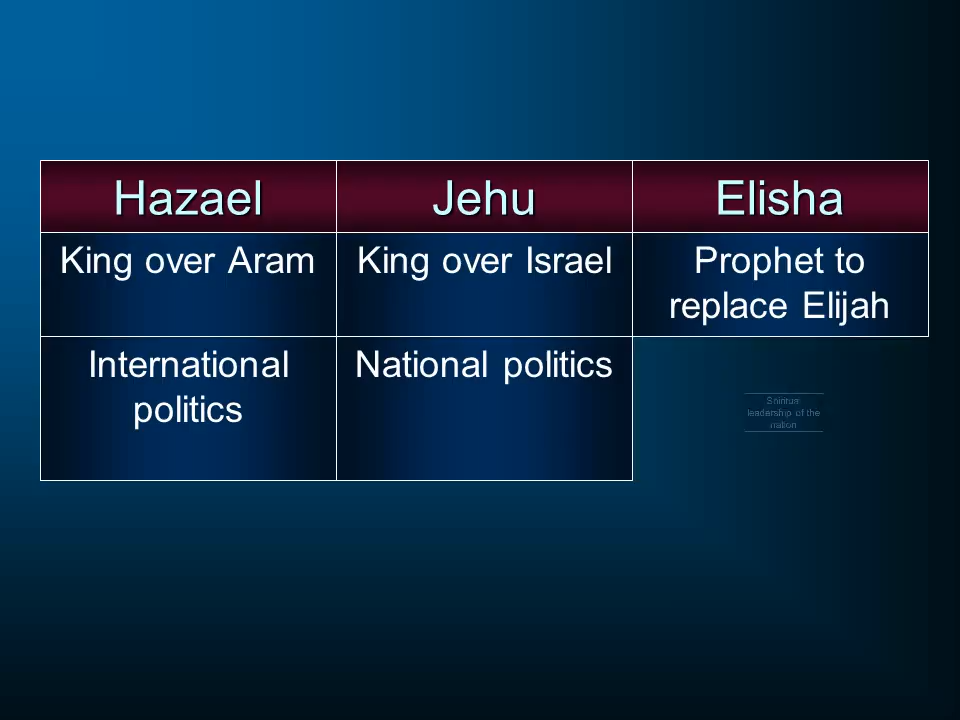 Hazael
Jehu
Elisha
King over Aram
King over Israel
Prophet to
replace Elijah
International
politics
National politics
Spiritual
leadership of the
nation